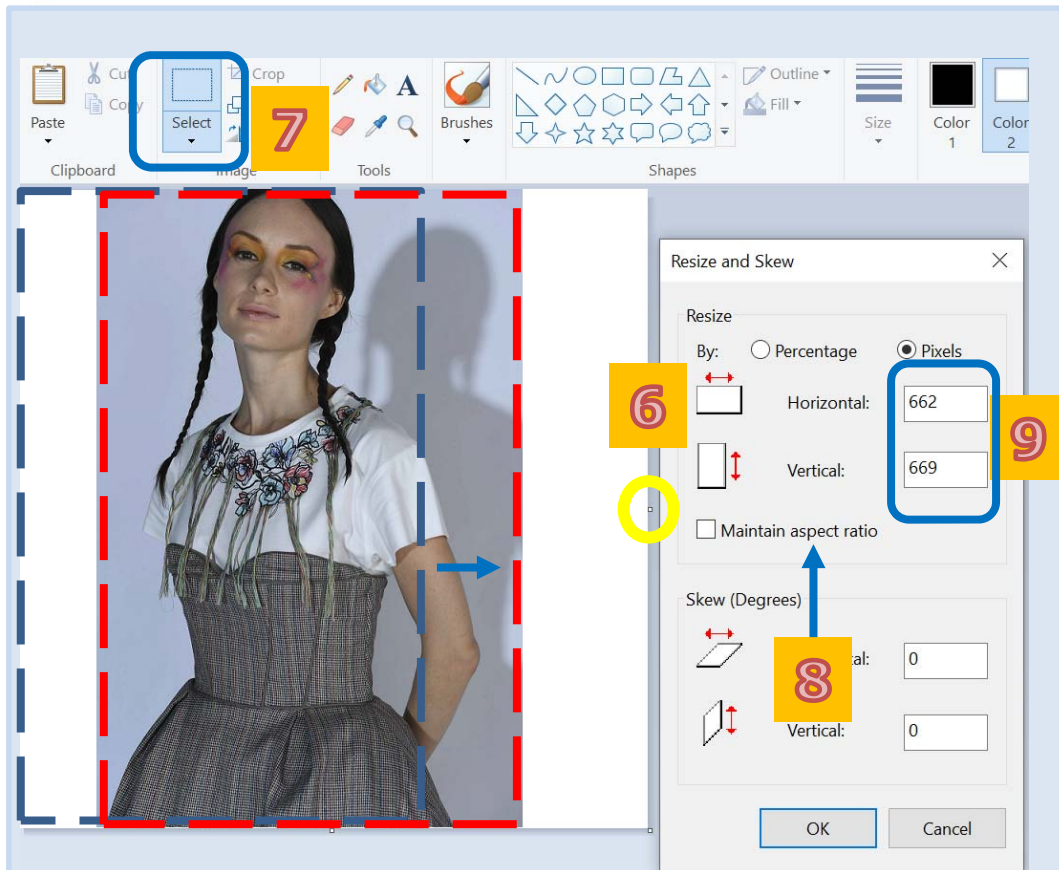 Cut
Crop
Outline
Copy
Fill
Paste
Select
7
A
Brushes
Size
Color
1
Color
2
Clipboard
Image
Tools
Shapes
Resize and Skew
Resize
By:
Percentage
Pixels
6
Horizontal:
662
9
Vertical:
669
Maintain aspect ratio
Skew (Degrees)
8
tal:
0
Vertical:
0
OK
Cancel